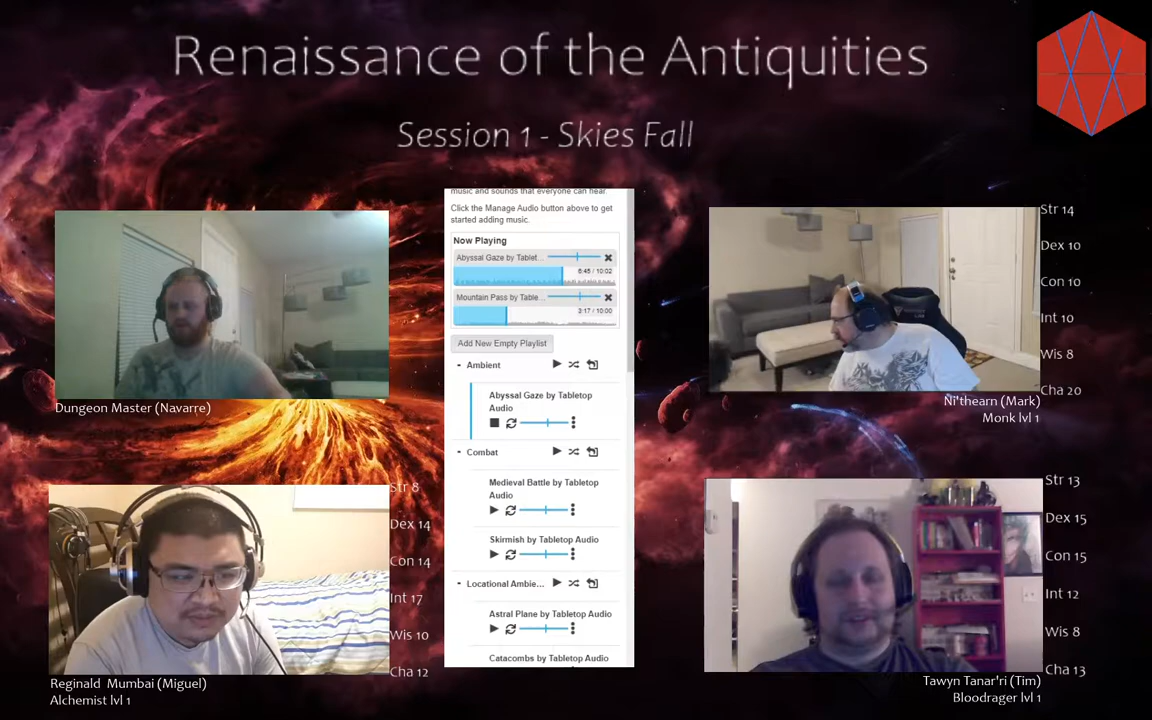 Renaissance of the Antiquities
Session 1 - Skies Fall
music and sounds that everyone can hear.
Click the Manage Audio button above to get
started adding music.
Now Playing
Abyssal Gaze by Tablet...
6:45 / 10:02
Mountain Pass by Table...
3:17 / 10:00
Add New Empty Playlist
Ambient
Abyssal Gaze by Tabletop
Audio
Combat
Medieval Battle by Tabletop
Audio
Skirmish by Tabletop Audio
Locational Ambie...
Astral Plane by Tabletop Audio
Catacombs by Tabletop Audio
Dungeon Master (Navarre)
Str 14
Dex 10
Con 10
Int 10
Wis 8
Cha 20
Ni'thearn (Mark)
Monk lvl 1
Str 8
Dex 14
Con 14
Int 17
Wis 10
Cha 12
Reginald Mumbai (Miguel)
Alchemist lvl 1
Str 13
Dex 15
Con 15
Int 12
Wis 8
Cha 13
Tawyn Tanar'ri (Tim)
Bloodrager lvl 1